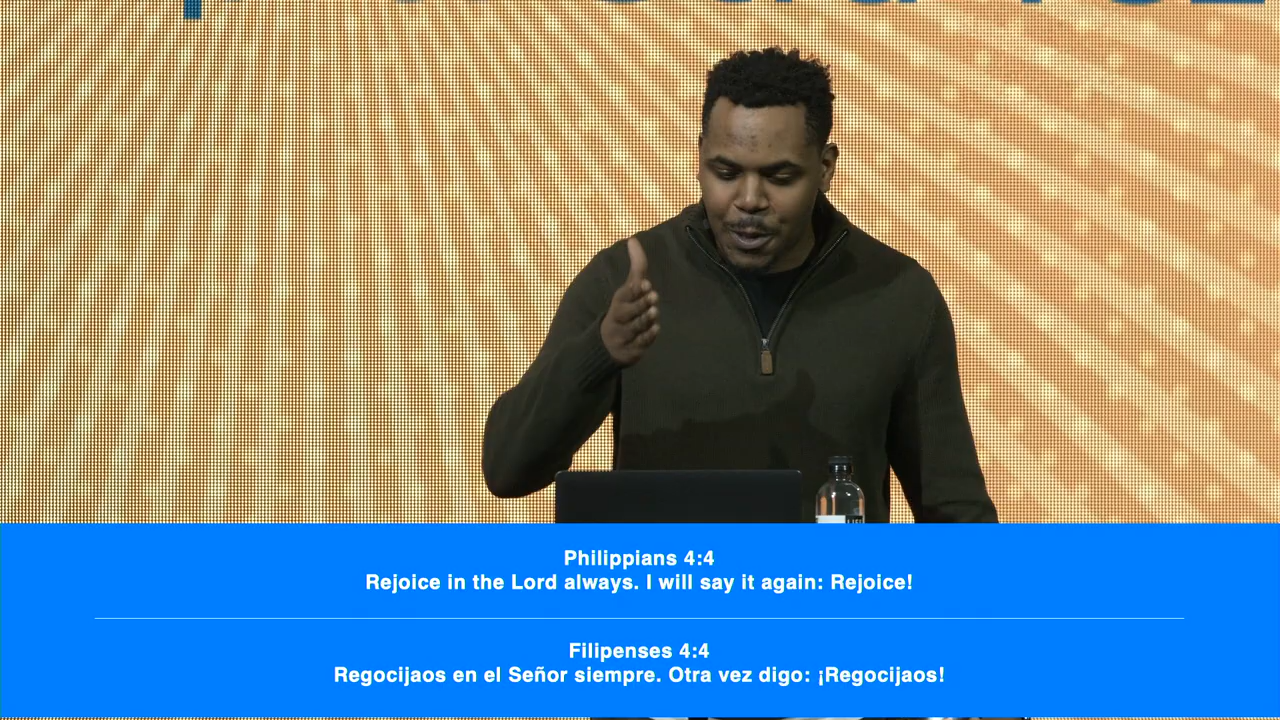 Philippians 4:4
Rejoice in the Lord always. I will say it again: Rejoice!
Filipenses 4:4
Regocijaos en el Señor siempre. Otra vez digo: ¡Regocijaos!